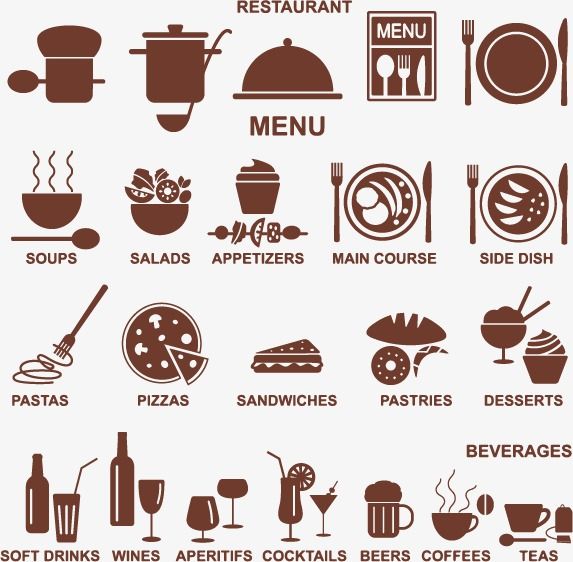 RESTAURANT
MENU
MENU
SOUPS
SALADS
APPETIZERS
MAIN COURSE
SIDE DISH
PASTAS
PIZZAS
SANDWICHES
PASTRIES
DESSERTS
BEVERAGES
SOFT DRINKS
WINES
APERITIFS
COCKTAILS
BEERS
COFFEES
TEAS